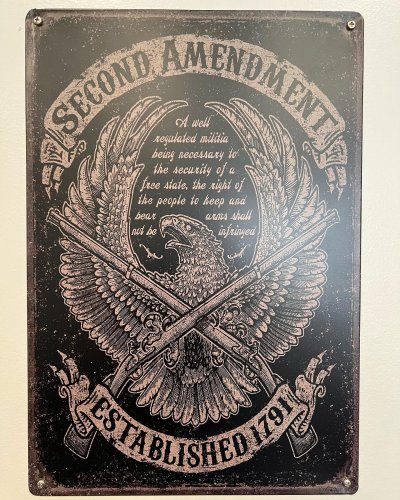 SECOND AMENDMENT
A well
regulated militia
being necessary to
the security of a
free state, the right of
the people to keep and
bear arms shall
not be infringed
ESTABLISHED 1791